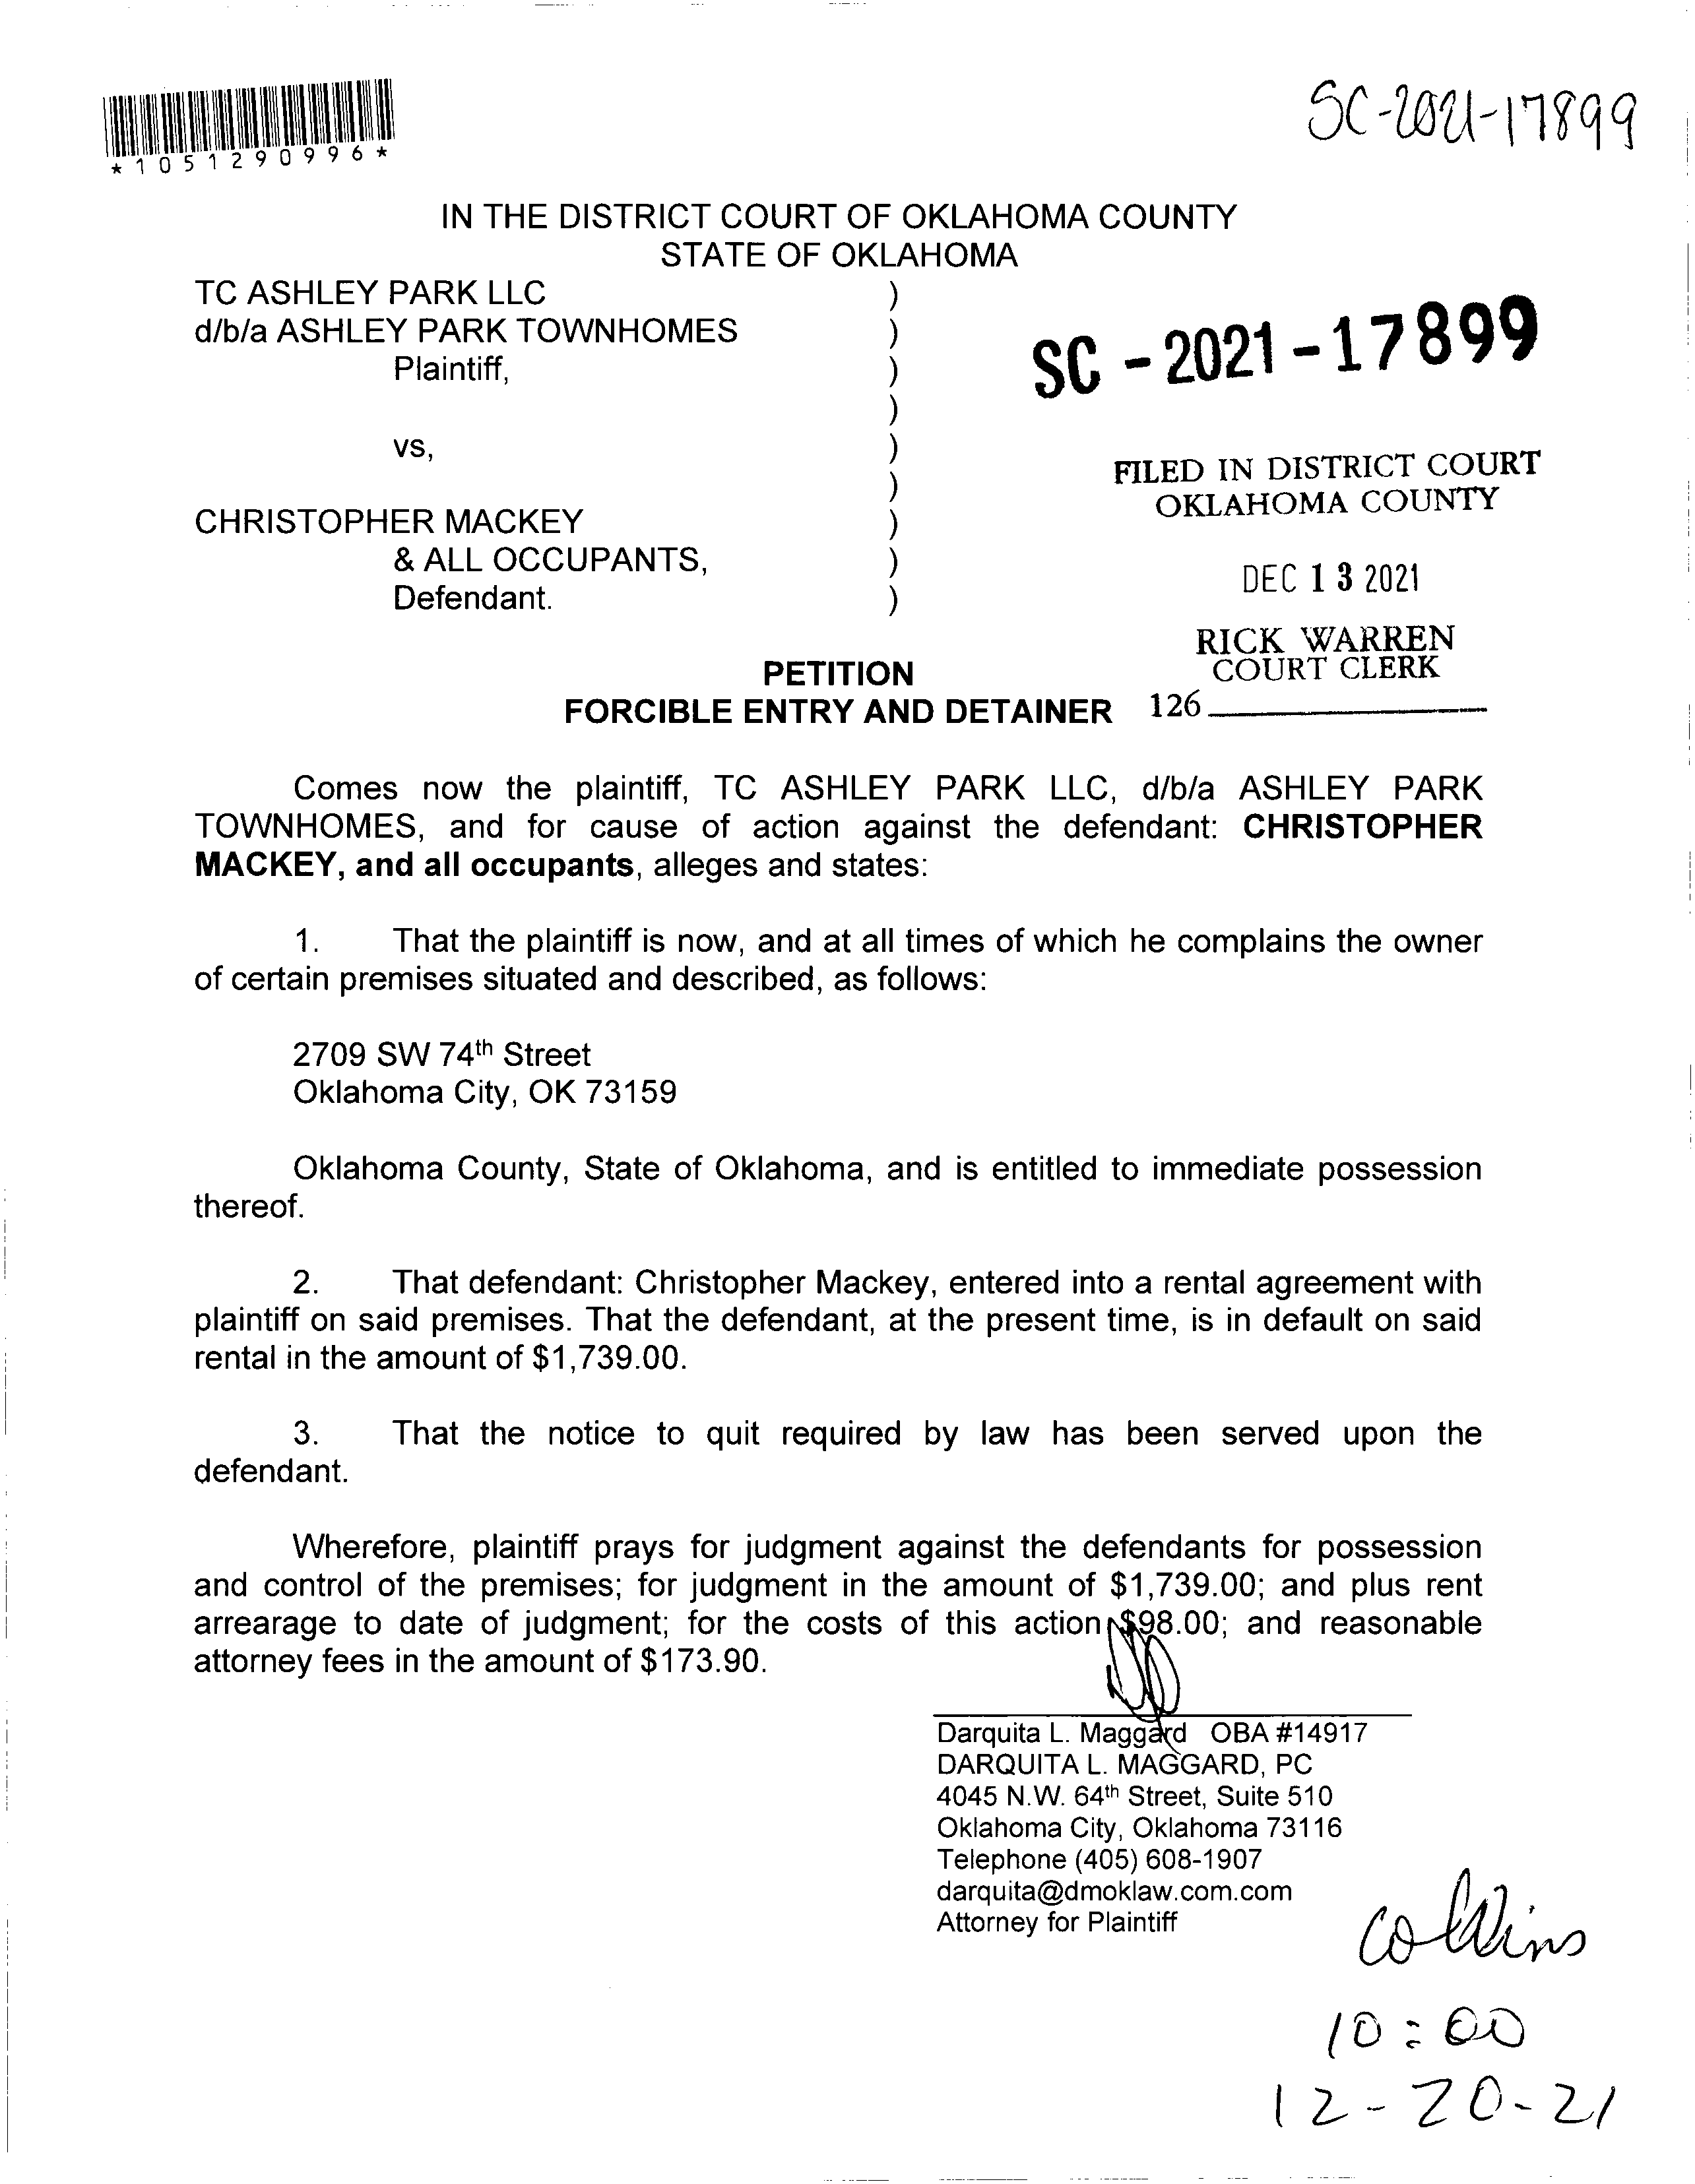 SC-2021-17899
*1051290996*
IN THE DISTRICT COURT OF OKLAHOMA COUNTY
STATE OF OKLAHOMA
TC ASHLEY PARK LLC )
d/b/a ASHLEY PARK TOWNHOMES )
Plaintiff, )
)
vs, )
)
CHRISTOPHER MACKEY )
& ALL OCCUPANTS, )
Defendant. )
SC-2021-17899
FILED IN DISTRICT COURT
OKLAHOMA COUNTY
DEC 13 2021
RICK WARREN
COURT CLERK
126
PETITION
FORCIBLE ENTRY AND DETAINER
Comes now the plaintiff, TC ASHLEY PARK LLC, d/b/a ASHLEY PARK
TOWNHOMES, and for cause of action against the defendant: CHRISTOPHER
MACKEY, and all occupants, alleges and states:
1. That the plaintiff is now, and at all times of which he complains the owner
of certain premises situated and described, as follows:
2709 SW 74th Street
Oklahoma City, OK 73159
Oklahoma County, State of Oklahoma, and is entitled to immediate possession
thereof.
2. That defendant: Christopher Mackey, entered into a rental agreement with
plaintiff on said premises. That the defendant, at the present time, is in default on said
rental in the amount of $1,739.00.
3. That the notice to quit required by law has been served upon the
defendant.
Wherefore, plaintiff prays for judgment against the defendants for possession
and control of the premises; for judgment in the amount of $1,739.00; and plus rent
arrearage to date of judgment; for the costs of this action $98.00; and reasonable
attorney fees in the amount of $173.90.
Darquita L. Maggard OBA #14917
DARQUITA L. MAGGARD, PC
4045 N.W. 64th Street, Suite 510
Oklahoma City, Oklahoma 73116
Telephone (405) 608-1907
darquita@dmoklaw.com.com
Attorney for Plaintiff
Collins
10:00
12-20-21